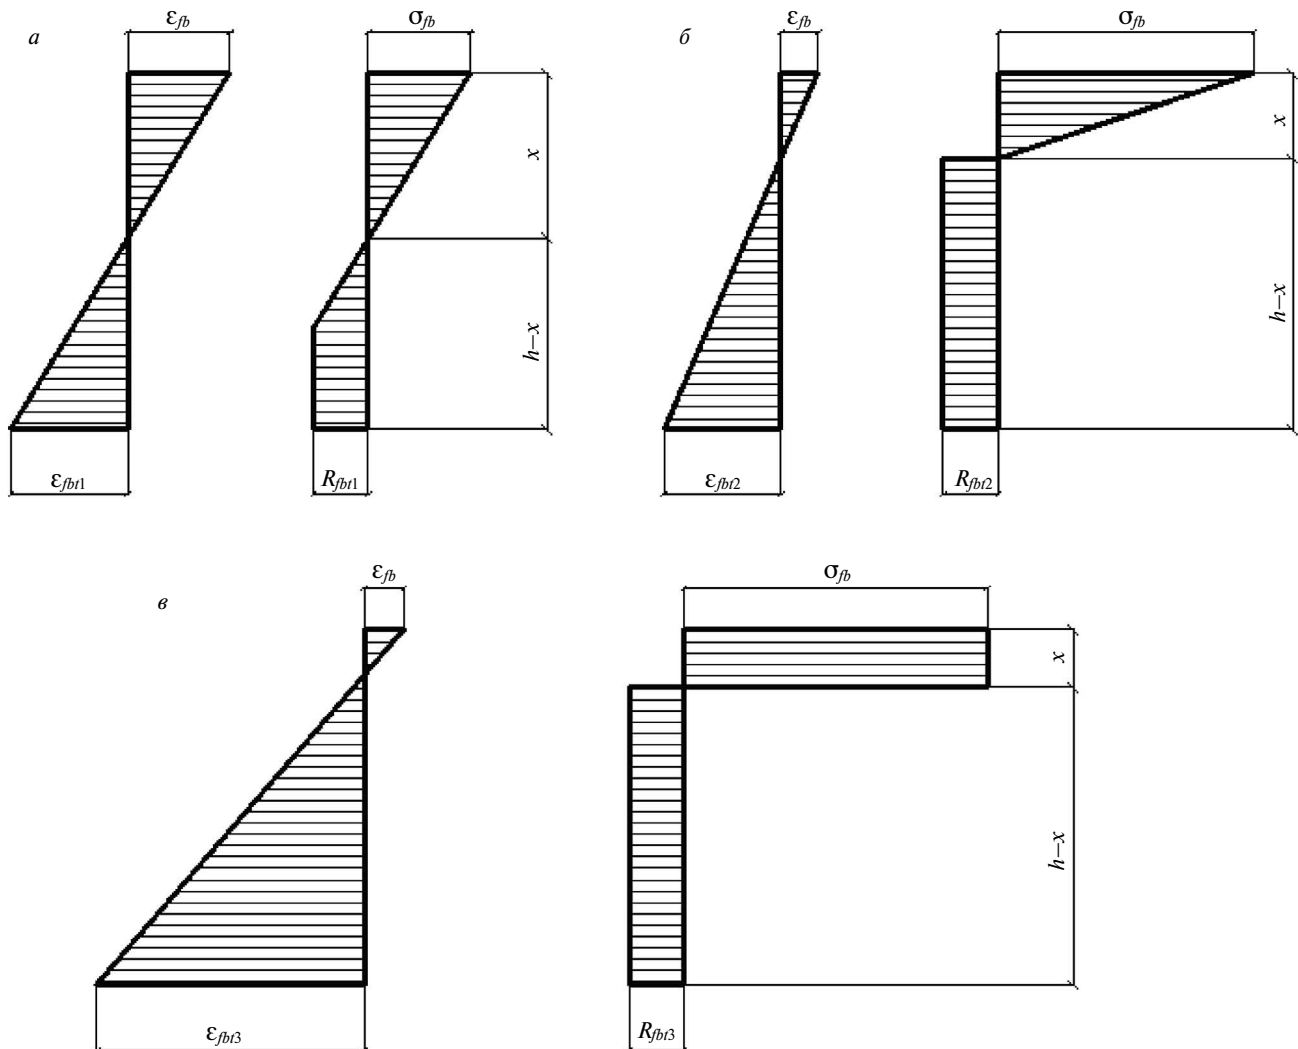 а
ε_fb
σ_fb
x
h–x
ε_fbt1
R_fbt1
б
ε_fb
σ_fb
x
h–x
ε_fbt2
R_fbt2
в
ε_fb
σ_fb
x
h–x
ε_fbt3
R_fbt3